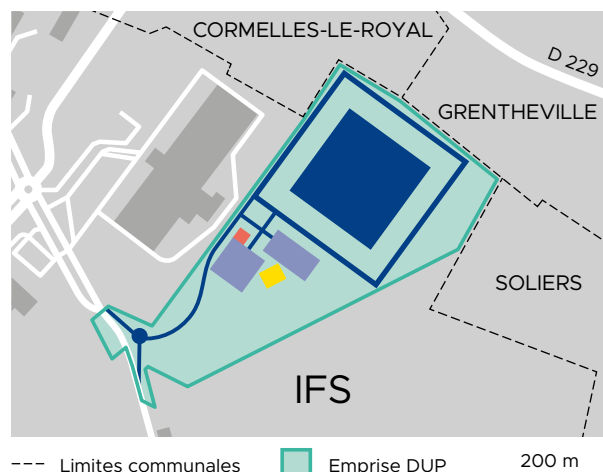 CORMELLES-LE-ROYAL
D 229
GRENTHEVILLE
SOLIERS
IFS
Limites communales
Emprise DUP
200 m